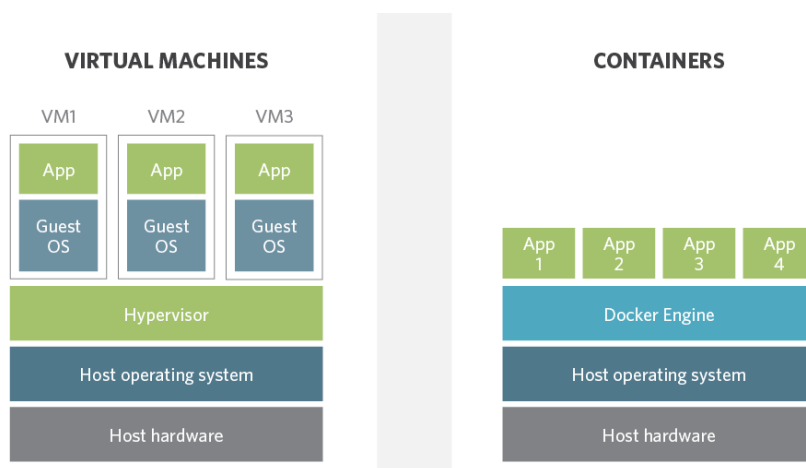 VIRTUAL MACHINES
VM1
VM2
VM3
App
App
App
Guest
OS
Guest
OS
Guest
OS
Hypervisor
Host operating system
Host hardware
CONTAINERS
App
1
App
2
App
3
App
4
Docker Engine
Host operating system
Host hardware